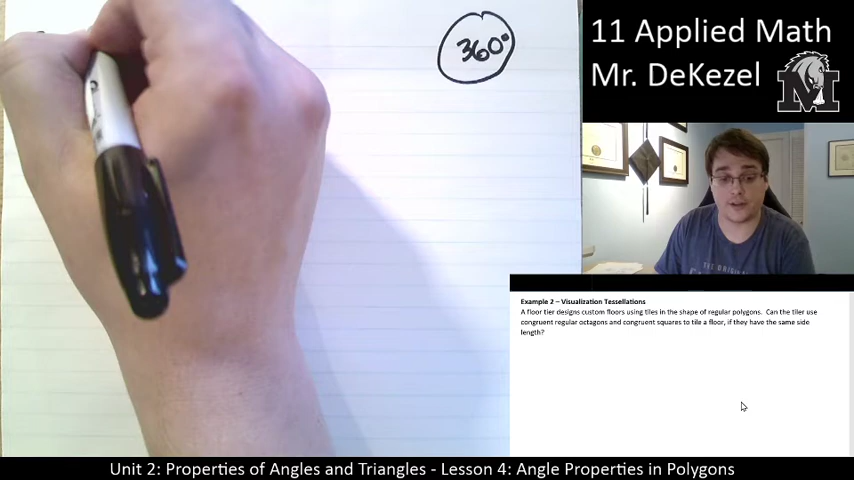 360°
11 Applied Math
Mr. DeKezel
M
Example 2 – Visualization Tessellations
A floor tier designs custom floors using tiles in the shape of regular polygons. Can the tiler use
congruent regular octagons and congruent squares to tile a floor, if they have the same side
length?
Unit 2: Properties of Angles and Triangles - Lesson 4: Angle Properties in Polygons